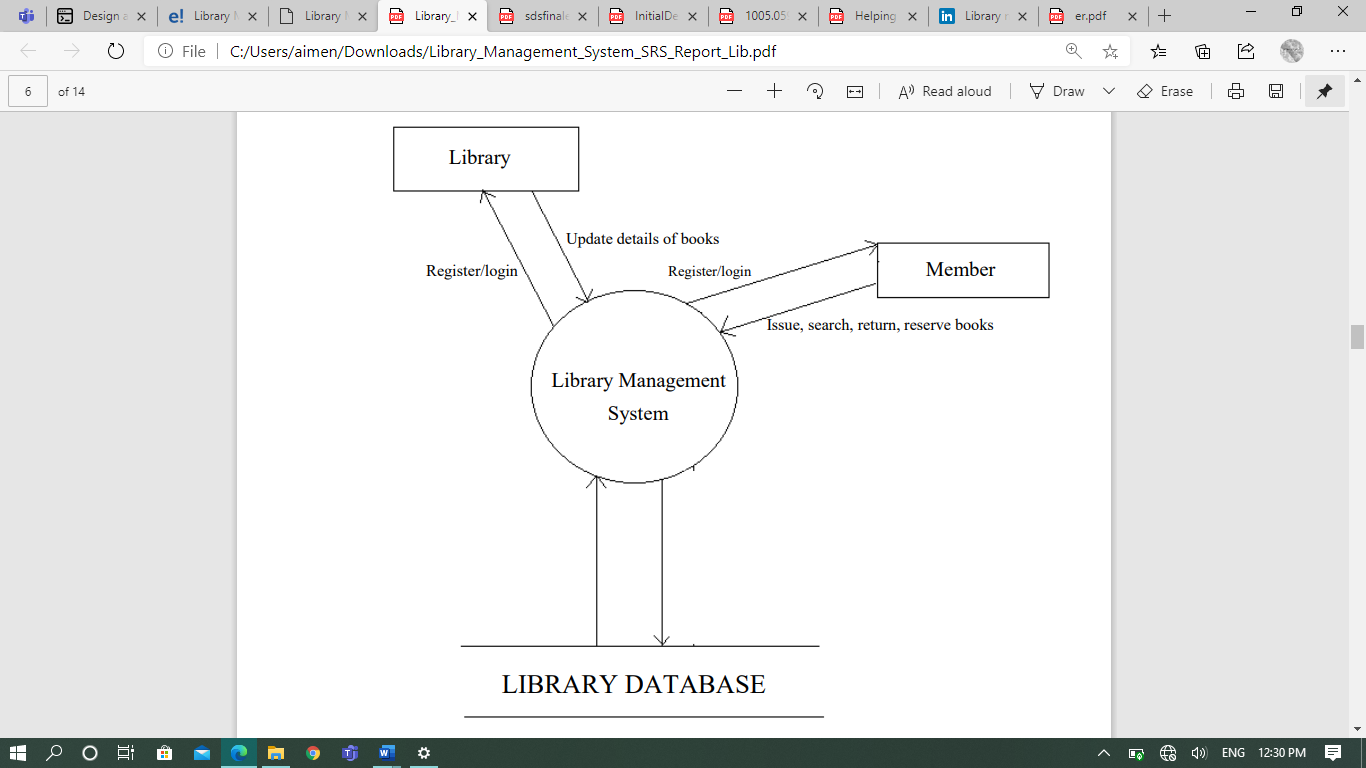 Design a
Library M
Library M
Library_
sdsfinal
InitialDe
1005.05
Helping
Library
er.pdf
File
C:/Users/aimen/Downloads/Library_Management_System_SRS_Report_Lib.pdf
6 of 14
Read aloud
Draw
Erase
Library
Update details of books
Register/login
Register/login
Member
Issue, search, return, reserve books
Library Management
System
LIBRARY DATABASE
ENG 12:30 PM